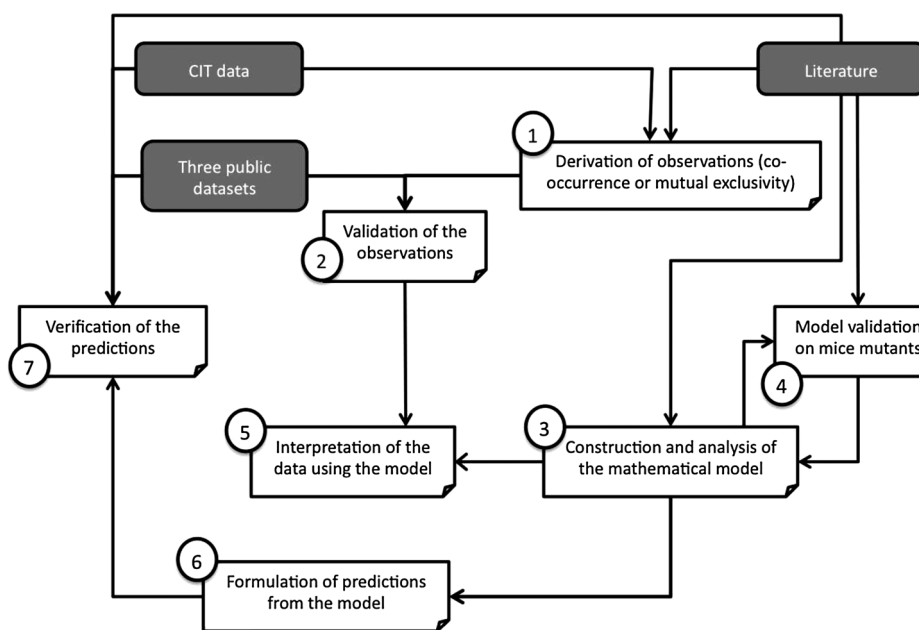 CIT data
Literature
1
Derivation of observations (co-
occurrence or mutual exclusivity)
Three public
datasets
Validation of the
observations
2
Verification of the
predictions
7
Model validation
on mice mutants
4
5
Interpretation of the
data using the model
3
Construction and analysis of
the mathematical model
6
Formulation of predictions
from the model